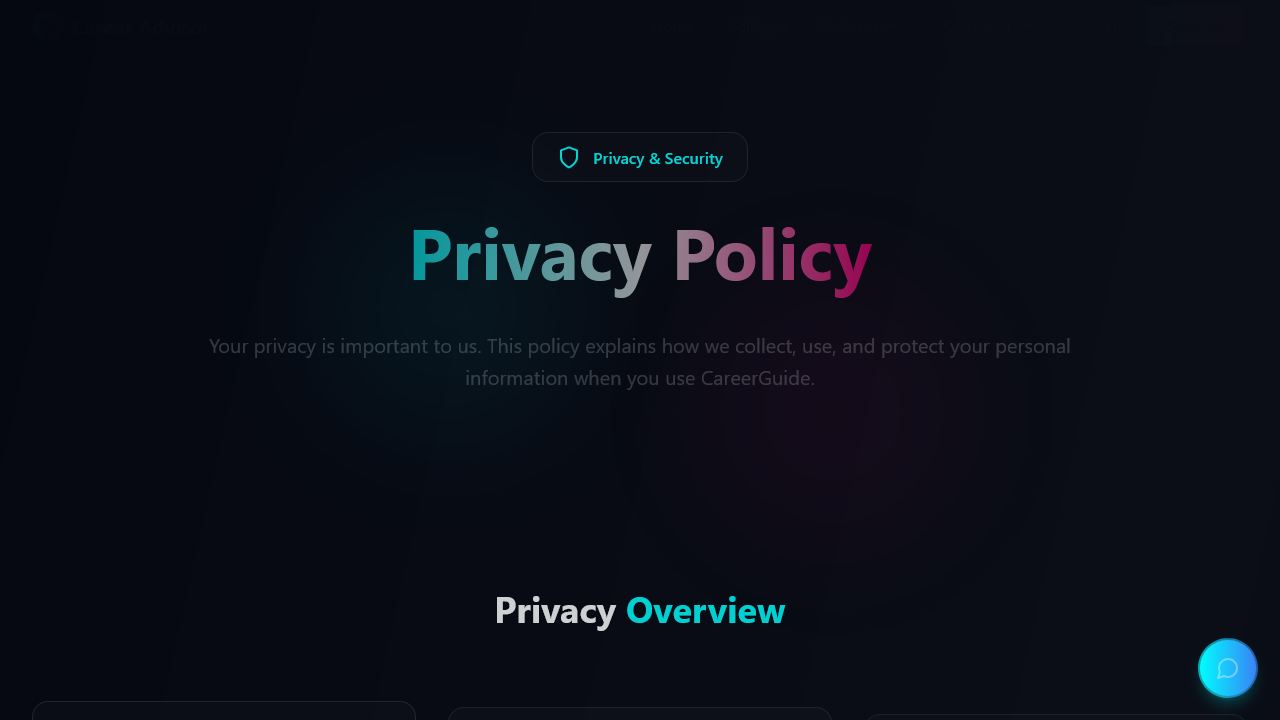 Privacy & Security
Privacy Policy
Your privacy is important to us. This policy explains how we collect, use, and protect your personal
information when you use CareerGuide.
Privacy Overview